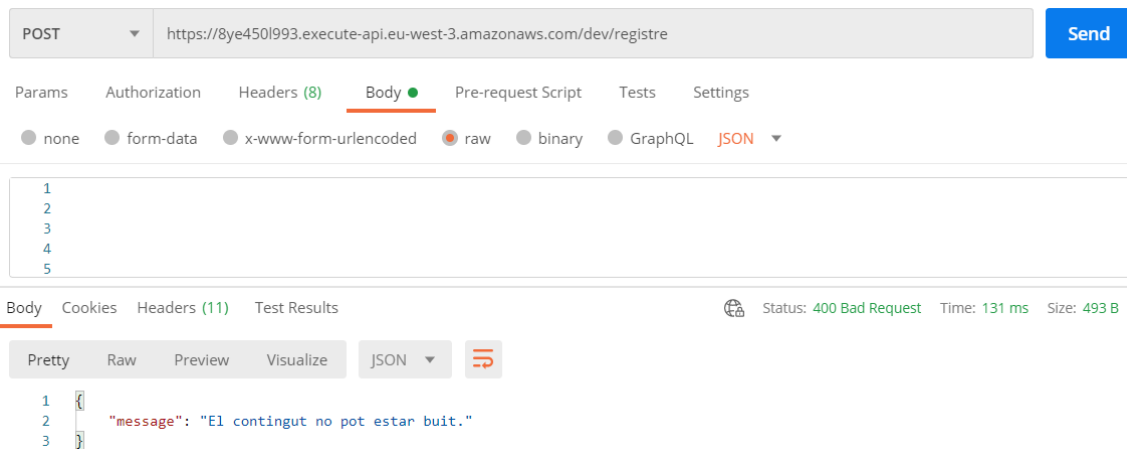 POST https://8ye450l993.execute-api.eu-west-3.amazonaws.com/dev/registre Send
Params Authorization Headers (8) Body Pre-request Script Tests Settings
none form-data x-www-form-urlencoded raw binary GraphQL JSON
1
2
3
4
5
Body Cookies Headers (11) Test Results Status: 400 Bad Request Time: 131 ms Size: 493 B
Pretty Raw Preview Visualize JSON
1 {
2 "message": "El contingut no pot estar buit."
3 }